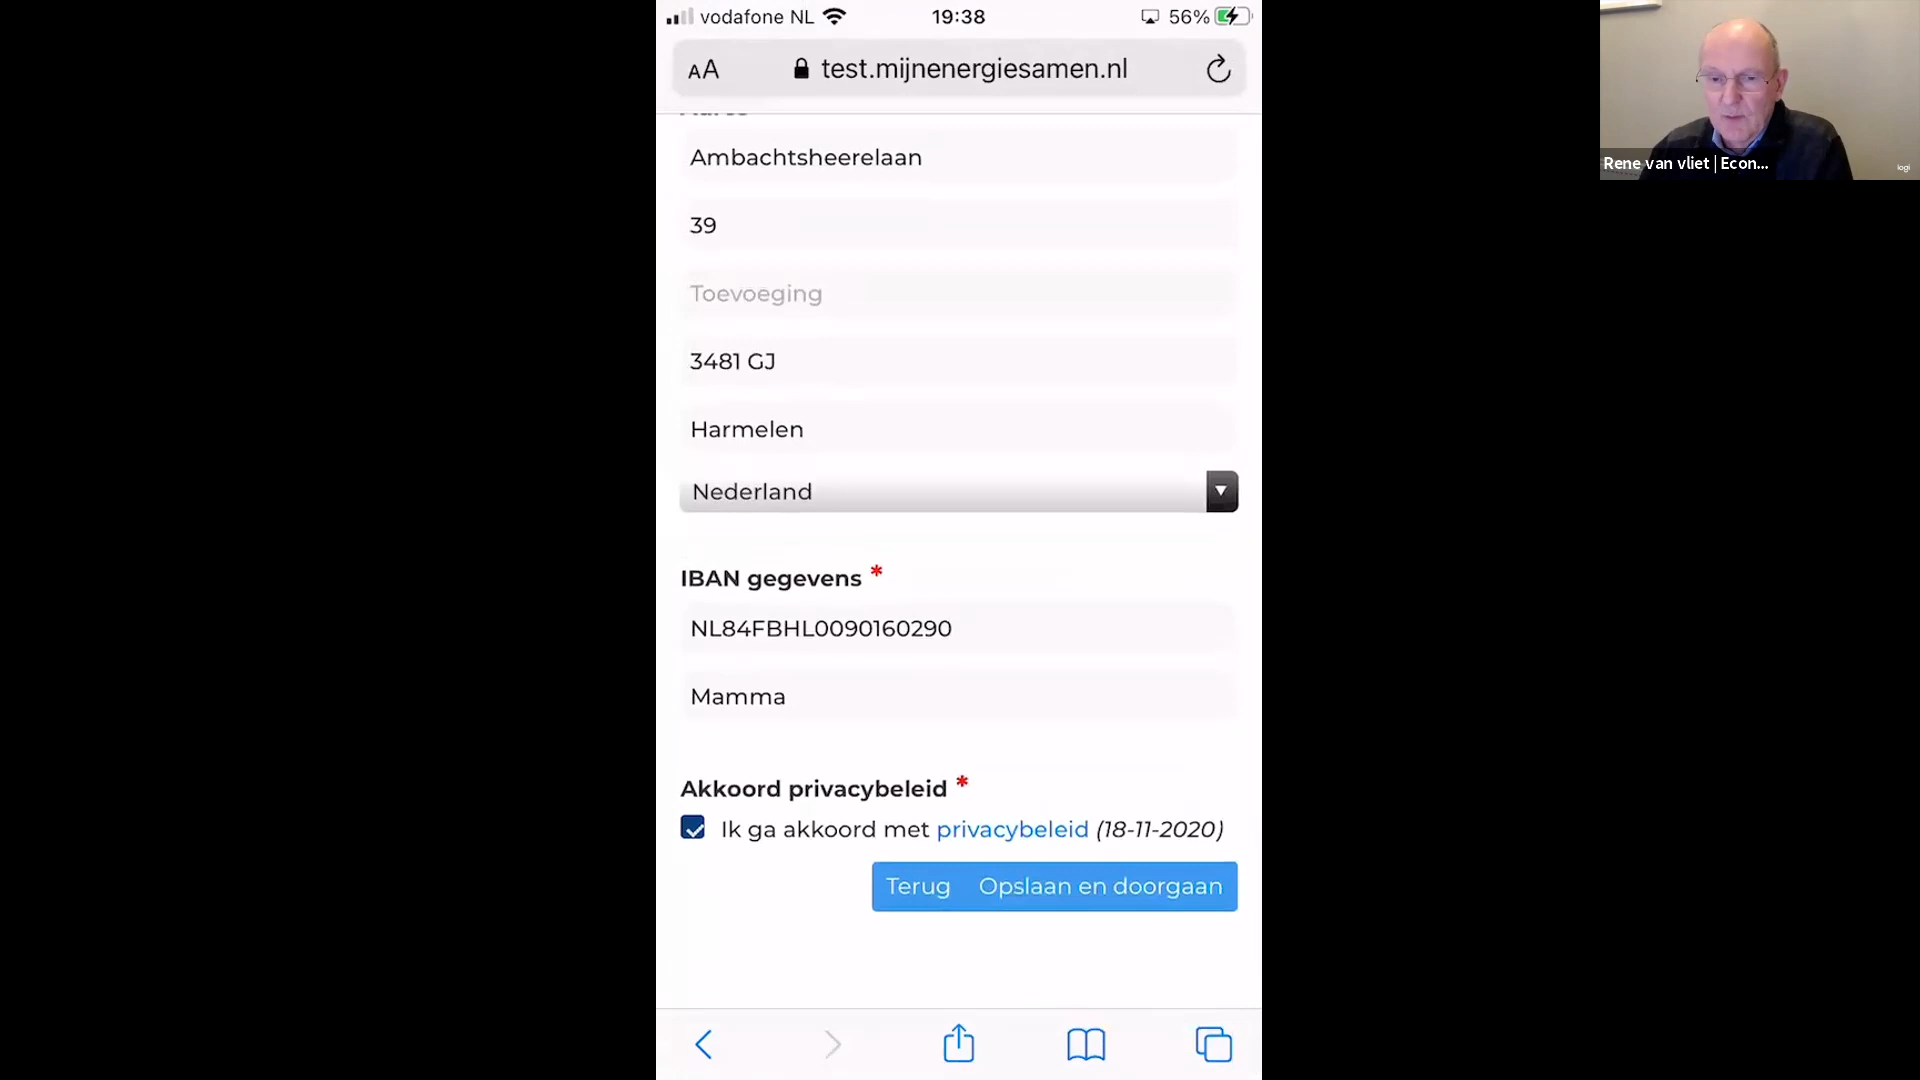 vodafone NL
19:38
56%
AA
test.mijnenergiesamen.nl
Ambachtsheerelaan
39
Toevoeging
3481 GJ
Harmelen
Nederland
IBAN gegevens *
NL84FBHL0090160290
Mamma
Akkoord privacybeleid *
Ik ga akkoord met privacybeleid (18-11-2020)
Terug Opslaan en doorgaan
Rene van vliet | Econ...
logi